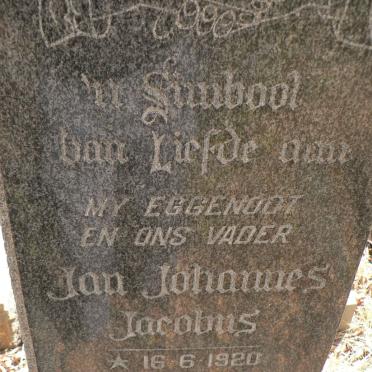 'n Simbool
van Liefde aan
MY EGGENOOT
EN ONS VADER
Jan Johannes
Jacobus
★ 16·6·1920